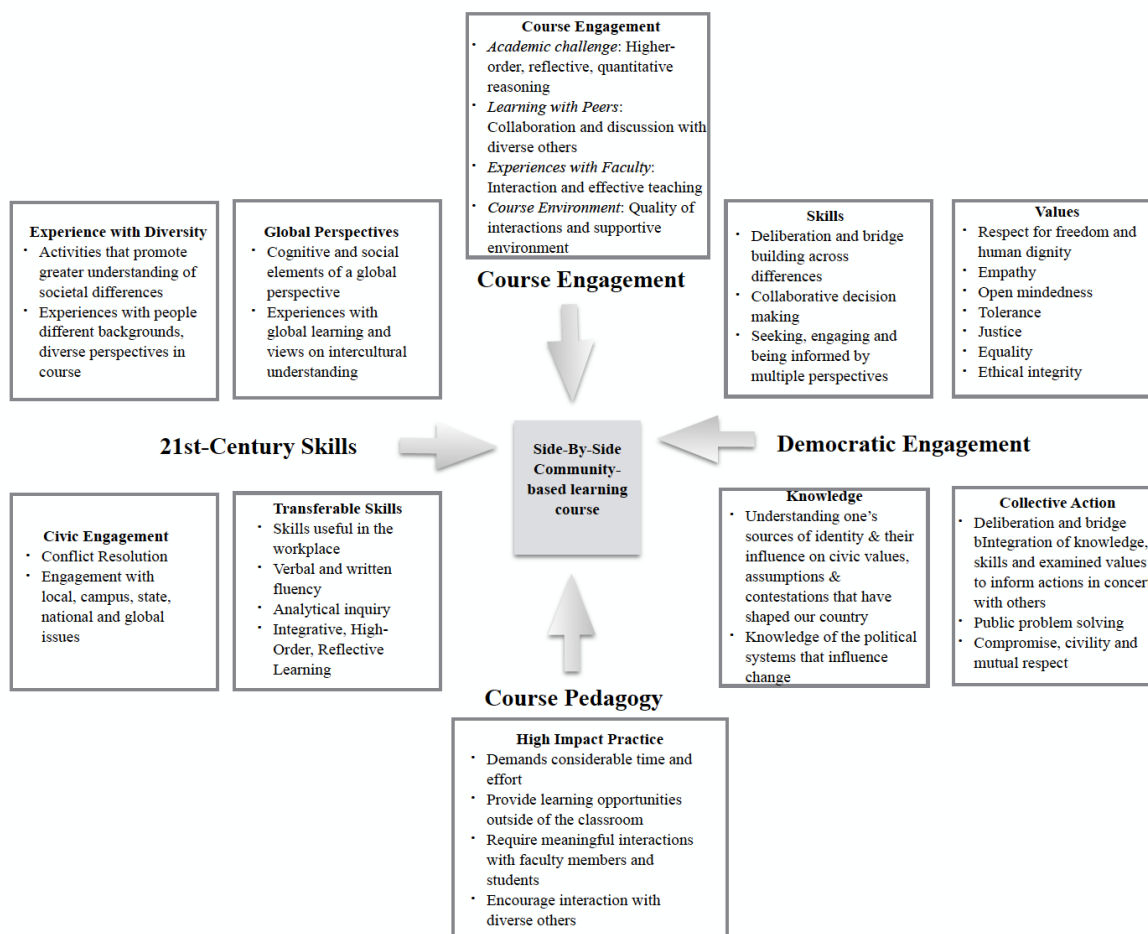 Course Engagement
· Academic challenge: Higher-
order, reflective, quantitative
reasoning
· Learning with Peers:
Collaboration and discussion with
diverse others
· Experiences with Faculty:
Interaction and effective teaching
· Course Environment: Quality of
interactions and supportive
environment
Course Engagement
Experience with Diversity
· Activities that promote
greater understanding of
societal differences
· Experiences with people
different backgrounds,
diverse perspectives in
course
Global Perspectives
· Cognitive and social
elements of a global
perspective
· Experiences with
global learning and
views on intercultural
understanding
Skills
· Deliberation and bridge
building across
differences
· Collaborative decision
making
· Seeking, engaging and
being informed by
multiple perspectives
Values
· Respect for freedom and
human dignity
· Empathy
· Open mindedness
· Tolerance
· Justice
· Equality
· Ethical integrity
21st-Century Skills
Side-By-Side
Community-
based learning
course
Democratic Engagement
Civic Engagement
· Conflict Resolution
· Engagement with
local, campus, state,
national and global
issues
Transferable Skills
· Skills useful in the
workplace
· Verbal and written
fluency
· Analytical inquiry
· Integrative, High-
Order, Reflective
Learning
Knowledge
· Understanding one's
sources of identity & their
influence on civic values,
assumptions &
contestations that have
shaped our country
· Knowledge of the political
systems that influence
change
Collective Action
· Deliberation and bridge
bIntegration of knowledge,
skills and examined values
to inform actions in concer
with others
· Public problem solving
· Compromise, civility and
mutual respect
Course Pedagogy
High Impact Practice
· Demands considerable time and
effort
· Provide learning opportunities
outside of the classroom
· Require meaningful interactions
with faculty members and
students
· Encourage interaction with
diverse others